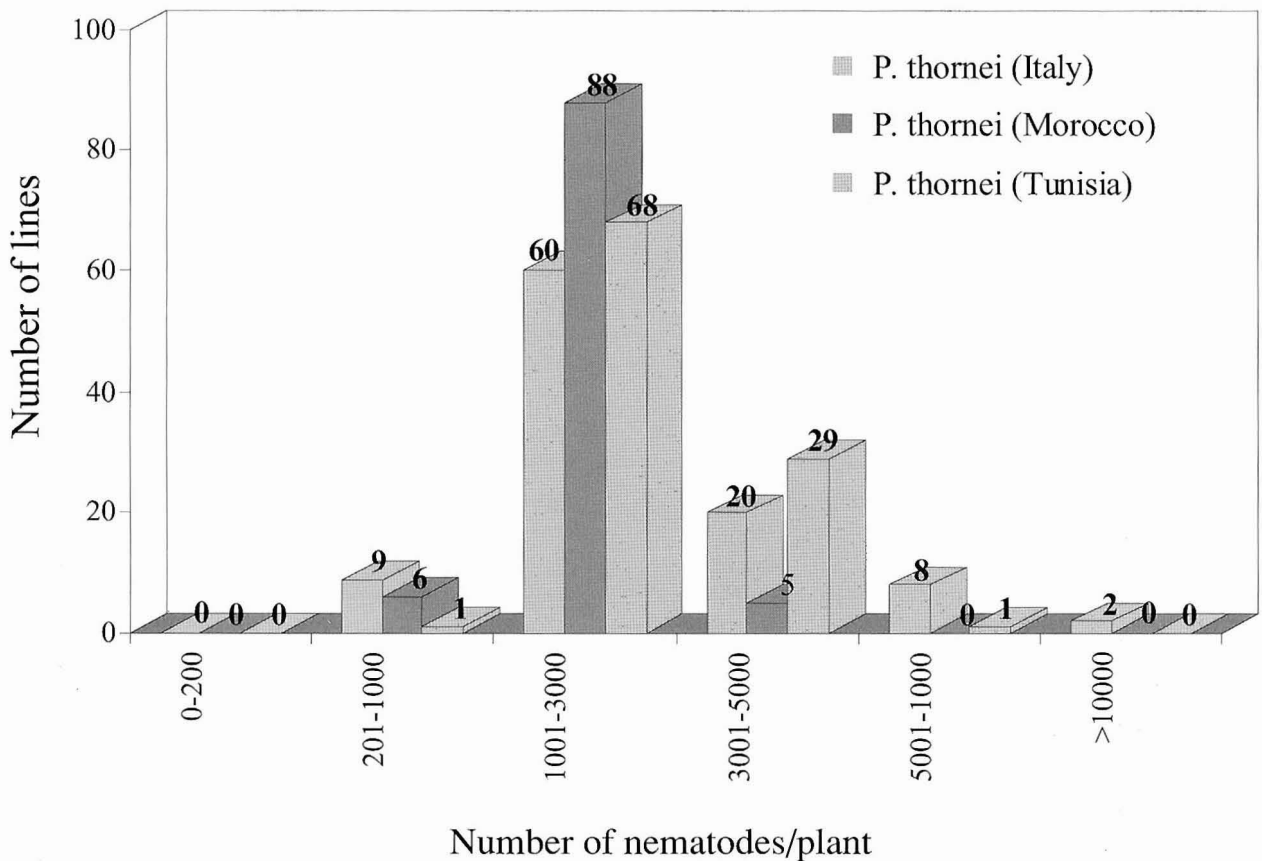 100
80
60
40
20
0
Number of lines
P. thornei (Italy)
P. thornei (Morocco)
P. thornei (Tunisia)
0 0 0
9 6 1
60 88 68
20 5 29
8 0 1
2 0 0
0-200
201-1000
1001-3000
3001-5000
5001-1000
>10000
Number of nematodes/plant